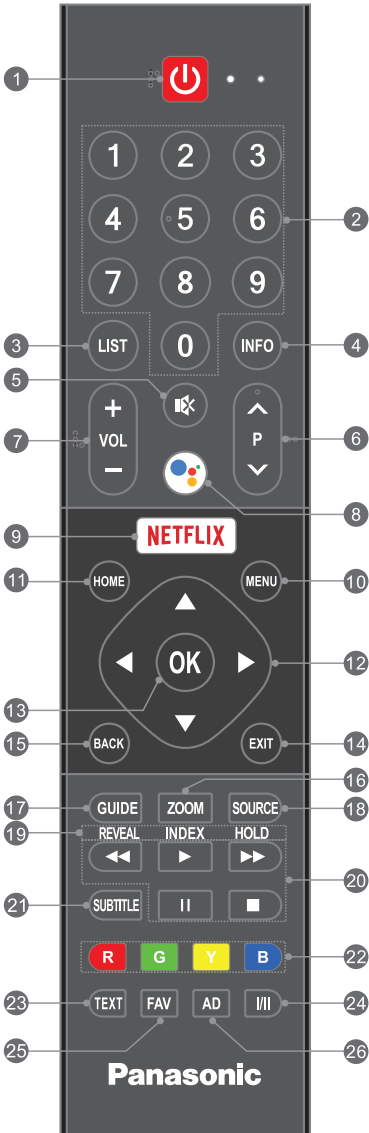 1
1 2 3
4 5 6 2
7 8 9
3 LIST 0 INFO 4
5
+
7 VOL P 6
−
8
9 NETFLIX
11 HOME MENU 10
OK 12
13
15 BACK EXIT 14
16
17 GUIDE ZOOM SOURCE 18
19 REVEAL INDEX HOLD
20
21 SUBTITLE
R G Y B 22
23 TEXT FAV AD I/II 24
25 26
Panasonic